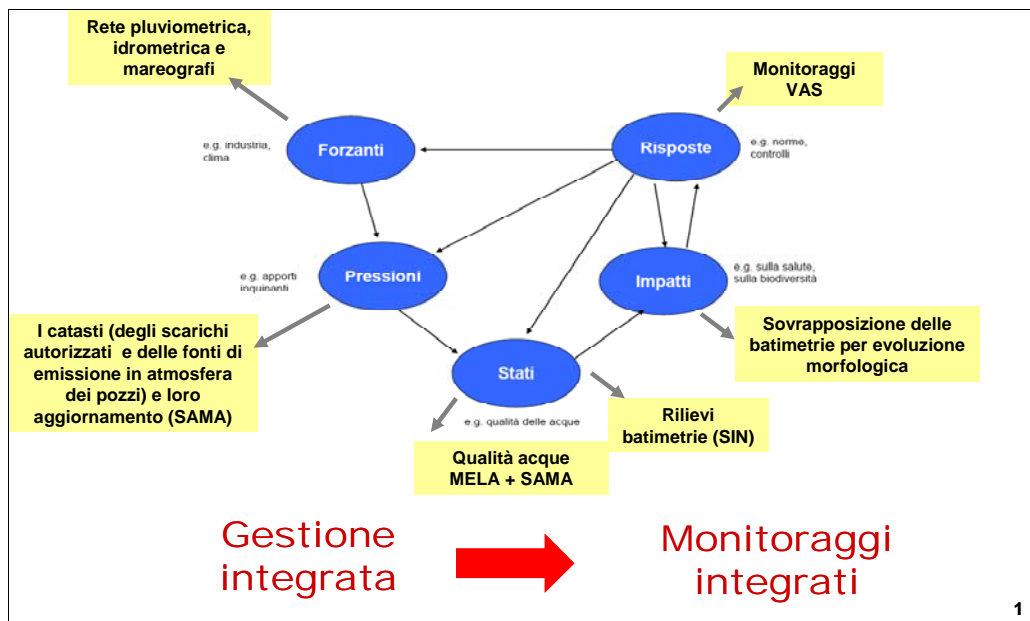 Rete pluviometrica,
idrometrica e
mareografi
Monitoraggi
VAS
e.g. industria,
clima
Forzanti
Risposte
e.g. norme,
controlli
e.g. apporti
inquinanti
Pressioni
Impatti
e.g. sulla salute,
sulla biodiversità
I catasti (degli scarichi
autorizzati e delle fonti di
emissione in atmosfera
dei pozzi) e loro
aggiornamento (SAMA)
Sovrapposizione delle
batimetrie per evoluzione
morfologica
Stati
e.g. qualità delle acque
Rilievi
batimetrie (SIN)
Qualità acque
MELA + SAMA
Gestione
integrata
Monitoraggi
integrati
1